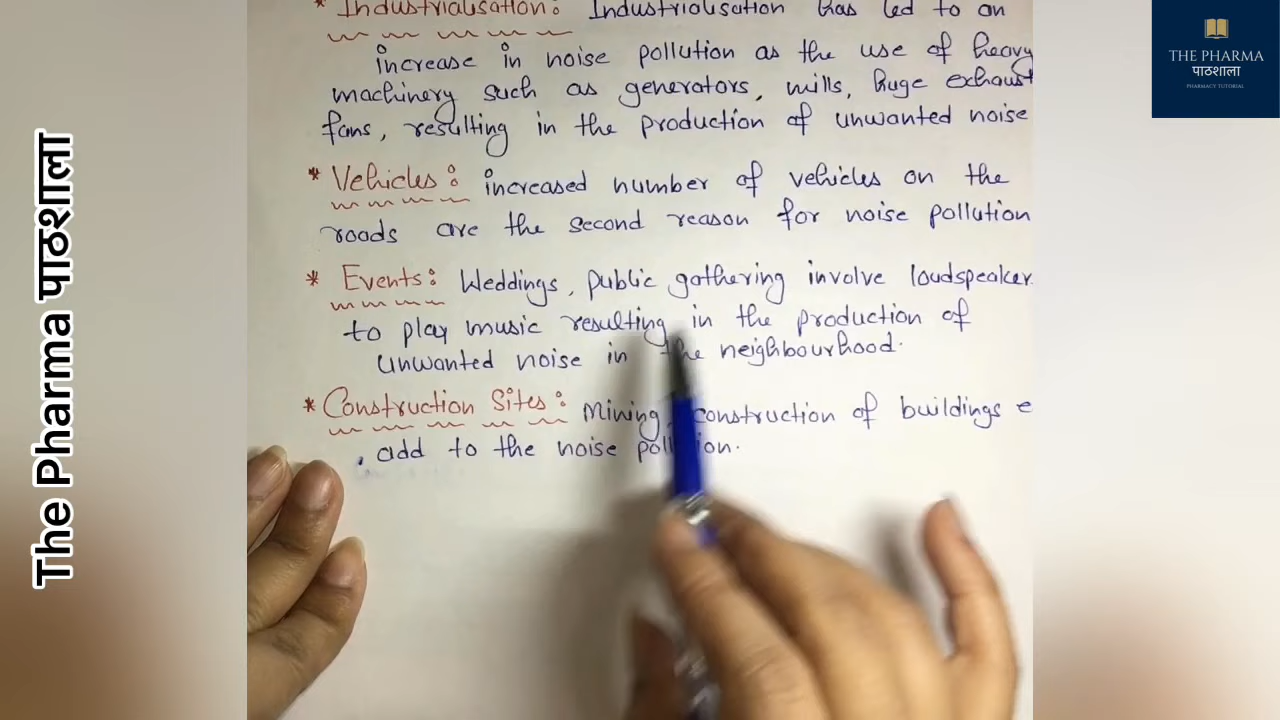 * Industrialisation: Industrialisation has led to an
increase in noise pollution as the use of heavy
machinery such as generators, mills, huge exhaust
fans, resulting in the production of unwanted noise
* Vehicles: increased number of vehicles on the
roads are the second reason for noise pollution
* Events: Weddings, public gathering involve loudspeaker
to play music resulting in the production of
unwanted noise in the neighbourhood.
* Construction Sites: Mining, construction of buildings e
add to the noise pollution.
The Pharma पाठशाला
THE PHARMA
पाठशाला
PHARMACY TUTORIAL